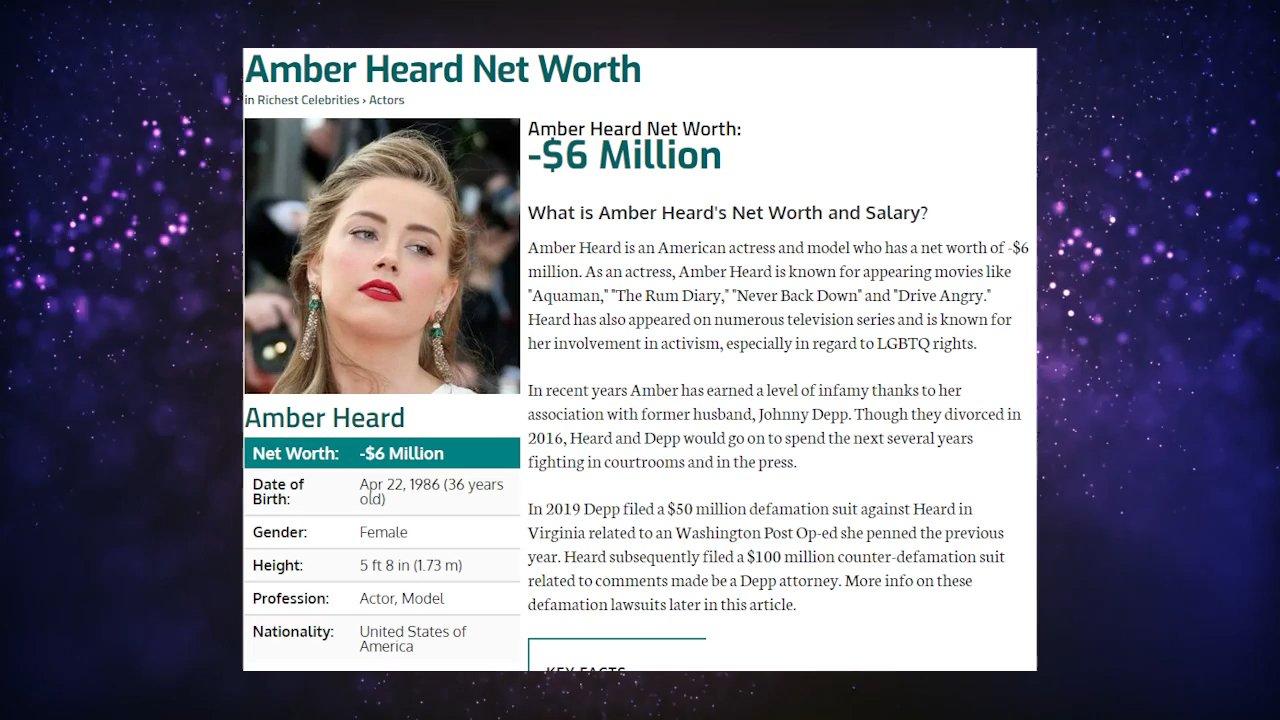 Amber Heard Net Worth
in Richest Celebrities › Actors
Amber Heard Net Worth:
-$6 Million
What is Amber Heard's Net Worth and Salary?
Amber Heard is an American actress and model who has a net worth of -$6
million. As an actress, Amber Heard is known for appearing movies like
"Aquaman," "The Rum Diary," "Never Back Down" and "Drive Angry."
Heard has also appeared on numerous television series and is known for
her involvement in activism, especially in regard to LGBTQ rights.
In recent years Amber has earned a level of infamy thanks to her
association with former husband, Johnny Depp. Though they divorced in
2016, Heard and Depp would go on to spend the next several years
fighting in courtrooms and in the press.
In 2019 Depp filed a $50 million defamation suit against Heard in
Virginia related to an Washington Post Op-ed she penned the previous
year. Heard subsequently filed a $100 million counter-defamation suit
related to comments made be a Depp attorney. More info on these
defamation lawsuits later in this article.
KEY FACTS
Amber Heard
Net Worth: -$6 Million
Date of Birth: Apr 22, 1986 (36 years old)
Gender: Female
Height: 5 ft 8 in (1.73 m)
Profession: Actor, Model
Nationality: United States of America